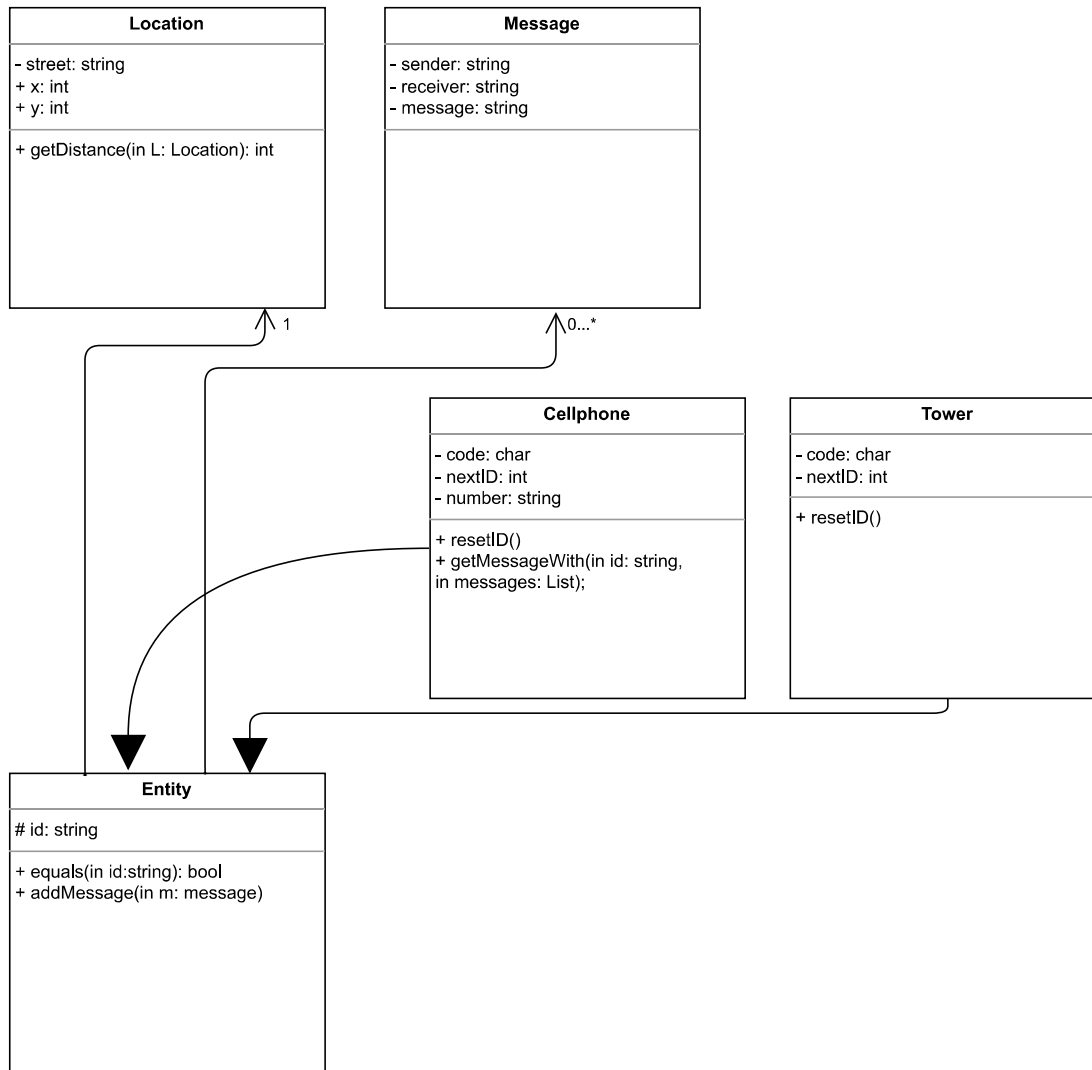 Location
- street: string
+ x: int
+ y: int
+ getDistance(in L: Location): int
Message
- sender: string
- receiver: string
- message: string
1
0...*
Cellphone
- code: char
- nextID: int
- number: string
+ resetID()
+ getMessageWith(in id: string,
in messages: List);
Tower
- code: char
- nextID: int
+ resetID()
Entity
# id: string
+ equals(in id:string): bool
+ addMessage(in m: message)